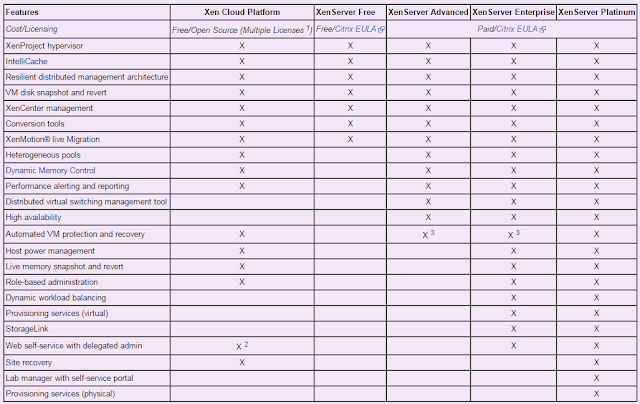 Features Xen Cloud Platform XenServer Free XenServer Advanced XenServer Enterprise XenServer Platinum
Cost/Licensing Free/Open Source (Multiple Licenses 1) Free/Citrix EULA Paid/Citrix EULA
XenProject hypervisor X X X X X
IntelliCache X X X X X
Resilient distributed management architecture X X X X X
VM disk snapshot and revert X X X X X
XenCenter management X X X X X
Conversion tools X X X X X
XenMotion® live Migration X X X X X
Heterogeneous pools X X X X
Dynamic Memory Control X X X X
Performance alerting and reporting X X X X
Distributed virtual switching management tool X X X
High availability X X X
Automated VM protection and recovery X X 3 X 3 X
Host power management X X X
Live memory snapshot and revert X X X
Role-based administration X X X
Dynamic workload balancing X X
Provisioning services (virtual) X X
StorageLink X X
Web self-service with delegated admin X 2 X X
Site recovery X X
Lab manager with self-service portal X
Provisioning services (physical) X